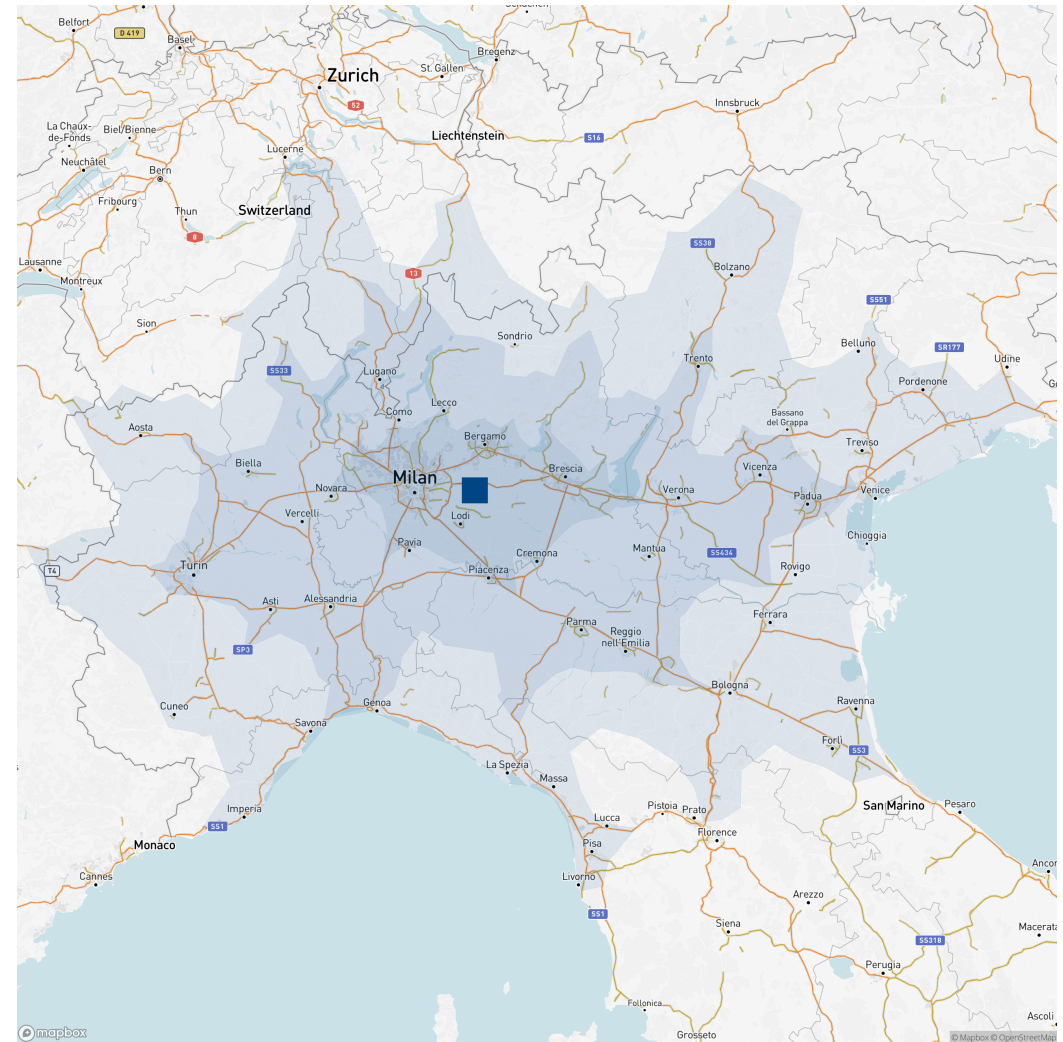 Belfort
D 419
Basel
Bregenz
St. Gallen
Zurich
S2
Innsbruck
La Chaux-
de-Fonds
Biel/Bienne
Liechtenstein
S16
Neuchâtel
Lucerne
Bern
Fribourg
Thun
Switzerland
8
SS38
Lausanne
Bolzano
13
Montreux
SS51
Sion
Sondrio
Belluno
SR177
Trento
Udine
SS33
Lugano
Pordenone
Lecco
Como
Bassano
del Grappa
Aosta
Bergamo
Treviso
Biella
Brescia
Vicenza
Milan
Novara
Verona
Padua
Venice
Vercelli
Lodi
Chioggia
Pavia
Cremona
Mantua
SS434
T4
Turin
Piacenza
Rovigo
Asti
Alessandria
Ferrara
Parma
Reggio
nell'Emilia
SP3
Bologna
Cuneo
Genoa
Ravenna
Savona
Forlì
SS3
La Spezia
Massa
Imperia
Pistoia
Prato
San Marino
Pesaro
Lucca
SS1
Florence
Monaco
Pisa
Cannes
Livorno
Ancor
Arezzo
SS1
Siena
Macerata
SS318
Perugia
Follonica
Ascoli
Grosseto
mapbox
© Mapbox © OpenStreetMap